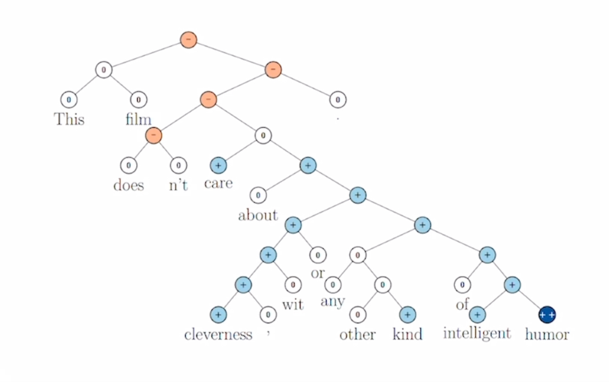 −
0 −
0 0 − 0
This film .
− 0
0 0 + +
does n't care
0 +
about
+ +
+ 0 0 +
or
+ 0 0 0 0 +
wit any of
+ 0 0 + + ++
cleverness , other kind intelligent humor